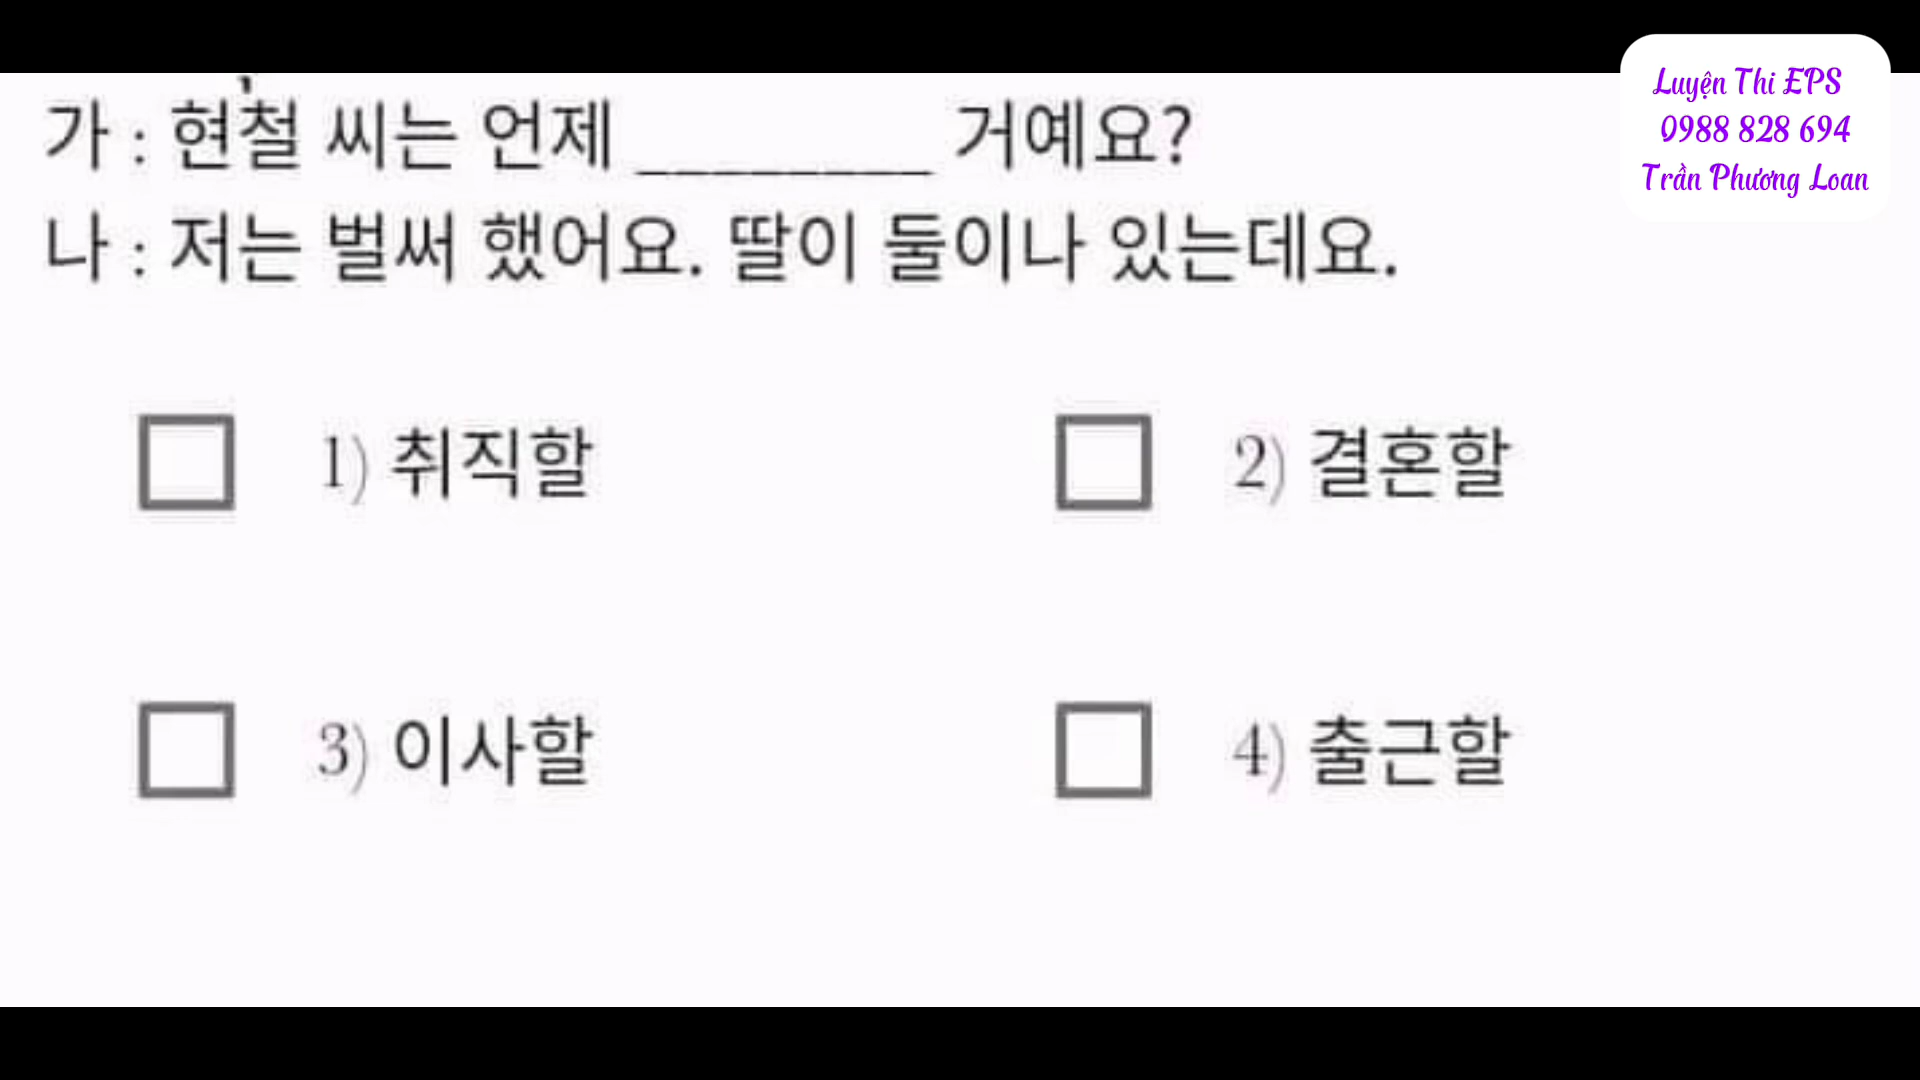 가 : 현철 씨는 언제 ________ 거예요?
나 : 저는 벌써 했어요. 딸이 둘이나 있는데요.
1) 취직할
2) 결혼할
3) 이사할
4) 출근할
Luyện Thi EPS
0988 828 694
Trần Phương Loan